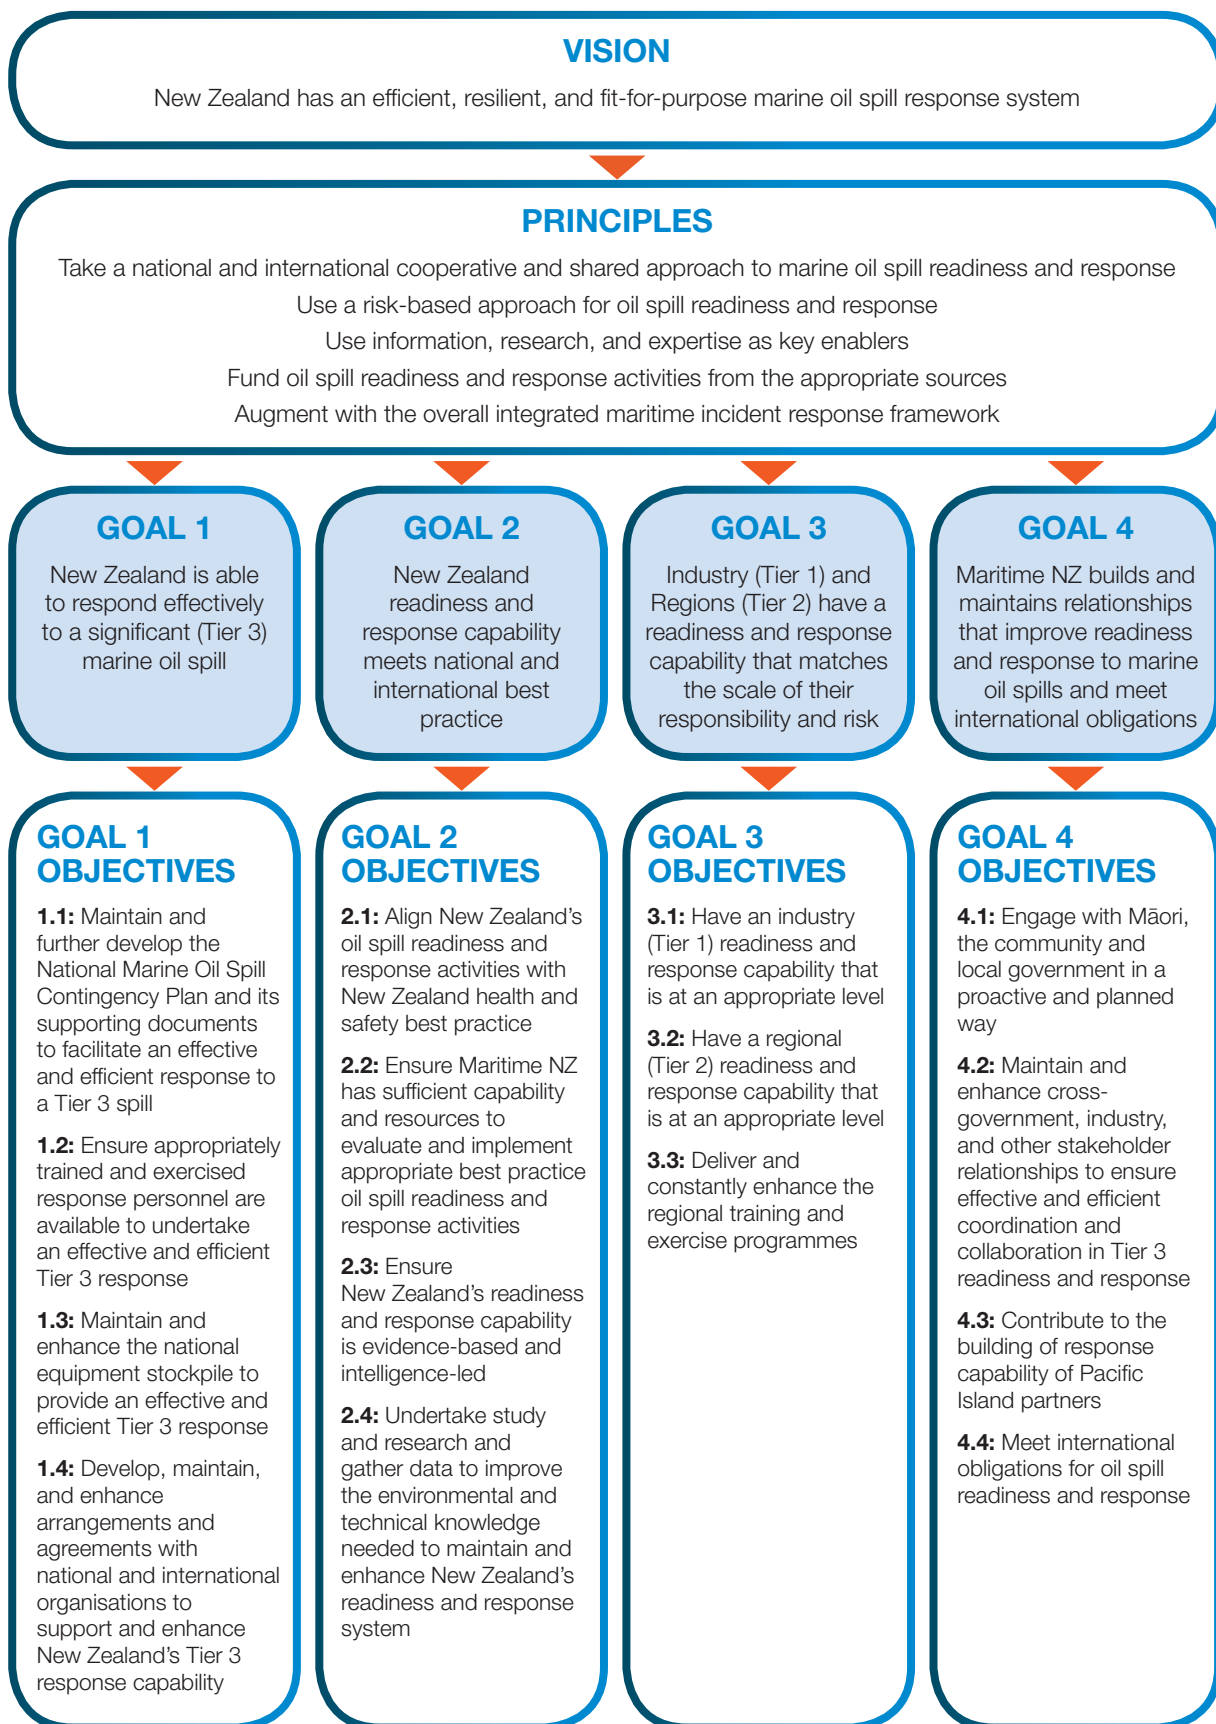 VISION
New Zealand has an efficient, resilient, and fit-for-purpose marine oil spill response system
PRINCIPLES
Take a national and international cooperative and shared approach to marine oil spill readiness and response
Use a risk-based approach for oil spill readiness and response
Use information, research, and expertise as key enablers
Fund oil spill readiness and response activities from the appropriate sources
Augment with the overall integrated maritime incident response framework
GOAL 1
New Zealand is able
to respond effectively
to a significant (Tier 3)
marine oil spill
GOAL 2
New Zealand
readiness and
response capability
meets national and
international best
practice
GOAL 3
Industry (Tier 1) and
Regions (Tier 2) have a
readiness and response
capability that matches
the scale of their
responsibility and risk
GOAL 4
Maritime NZ builds and
maintains relationships
that improve readiness
and response to marine
oil spills and meet
international obligations
GOAL 1
OBJECTIVES
1.1: Maintain and
further develop the
National Marine Oil Spill
Contingency Plan and its
supporting documents
to facilitate an effective
and efficient response to
a Tier 3 spill
1.2: Ensure appropriately
trained and exercised
response personnel are
available to undertake
an effective and efficient
Tier 3 response
1.3: Maintain and
enhance the national
equipment stockpile to
provide an effective and
efficient Tier 3 response
1.4: Develop, maintain,
and enhance
arrangements and
agreements with
national and international
organisations to
support and enhance
New Zealand's Tier 3
response capability
GOAL 2
OBJECTIVES
2.1: Align New Zealand's
oil spill readiness and
response activities with
New Zealand health and
safety best practice
2.2: Ensure Maritime NZ
has sufficient capability
and resources to
evaluate and implement
appropriate best practice
oil spill readiness and
response activities
2.3: Ensure
New Zealand's readiness
and response capability
is evidence-based and
intelligence-led
2.4: Undertake study
and research and
gather data to improve
the environmental and
technical knowledge
needed to maintain and
enhance New Zealand's
readiness and response
system
GOAL 3
OBJECTIVES
3.1: Have an industry
(Tier 1) readiness and
response capability that
is at an appropriate level
3.2: Have a regional
(Tier 2) readiness and
response capability that
is at an appropriate level
3.3: Deliver and
constantly enhance the
regional training and
exercise programmes
GOAL 4
OBJECTIVES
4.1: Engage with Māori,
the community and
local government in a
proactive and planned
way
4.2: Maintain and
enhance cross-
government, industry,
and other stakeholder
relationships to ensure
effective and efficient
coordination and
collaboration in Tier 3
readiness and response
4.3: Contribute to the
building of response
capability of Pacific
Island partners
4.4: Meet international
obligations for oil spill
readiness and response